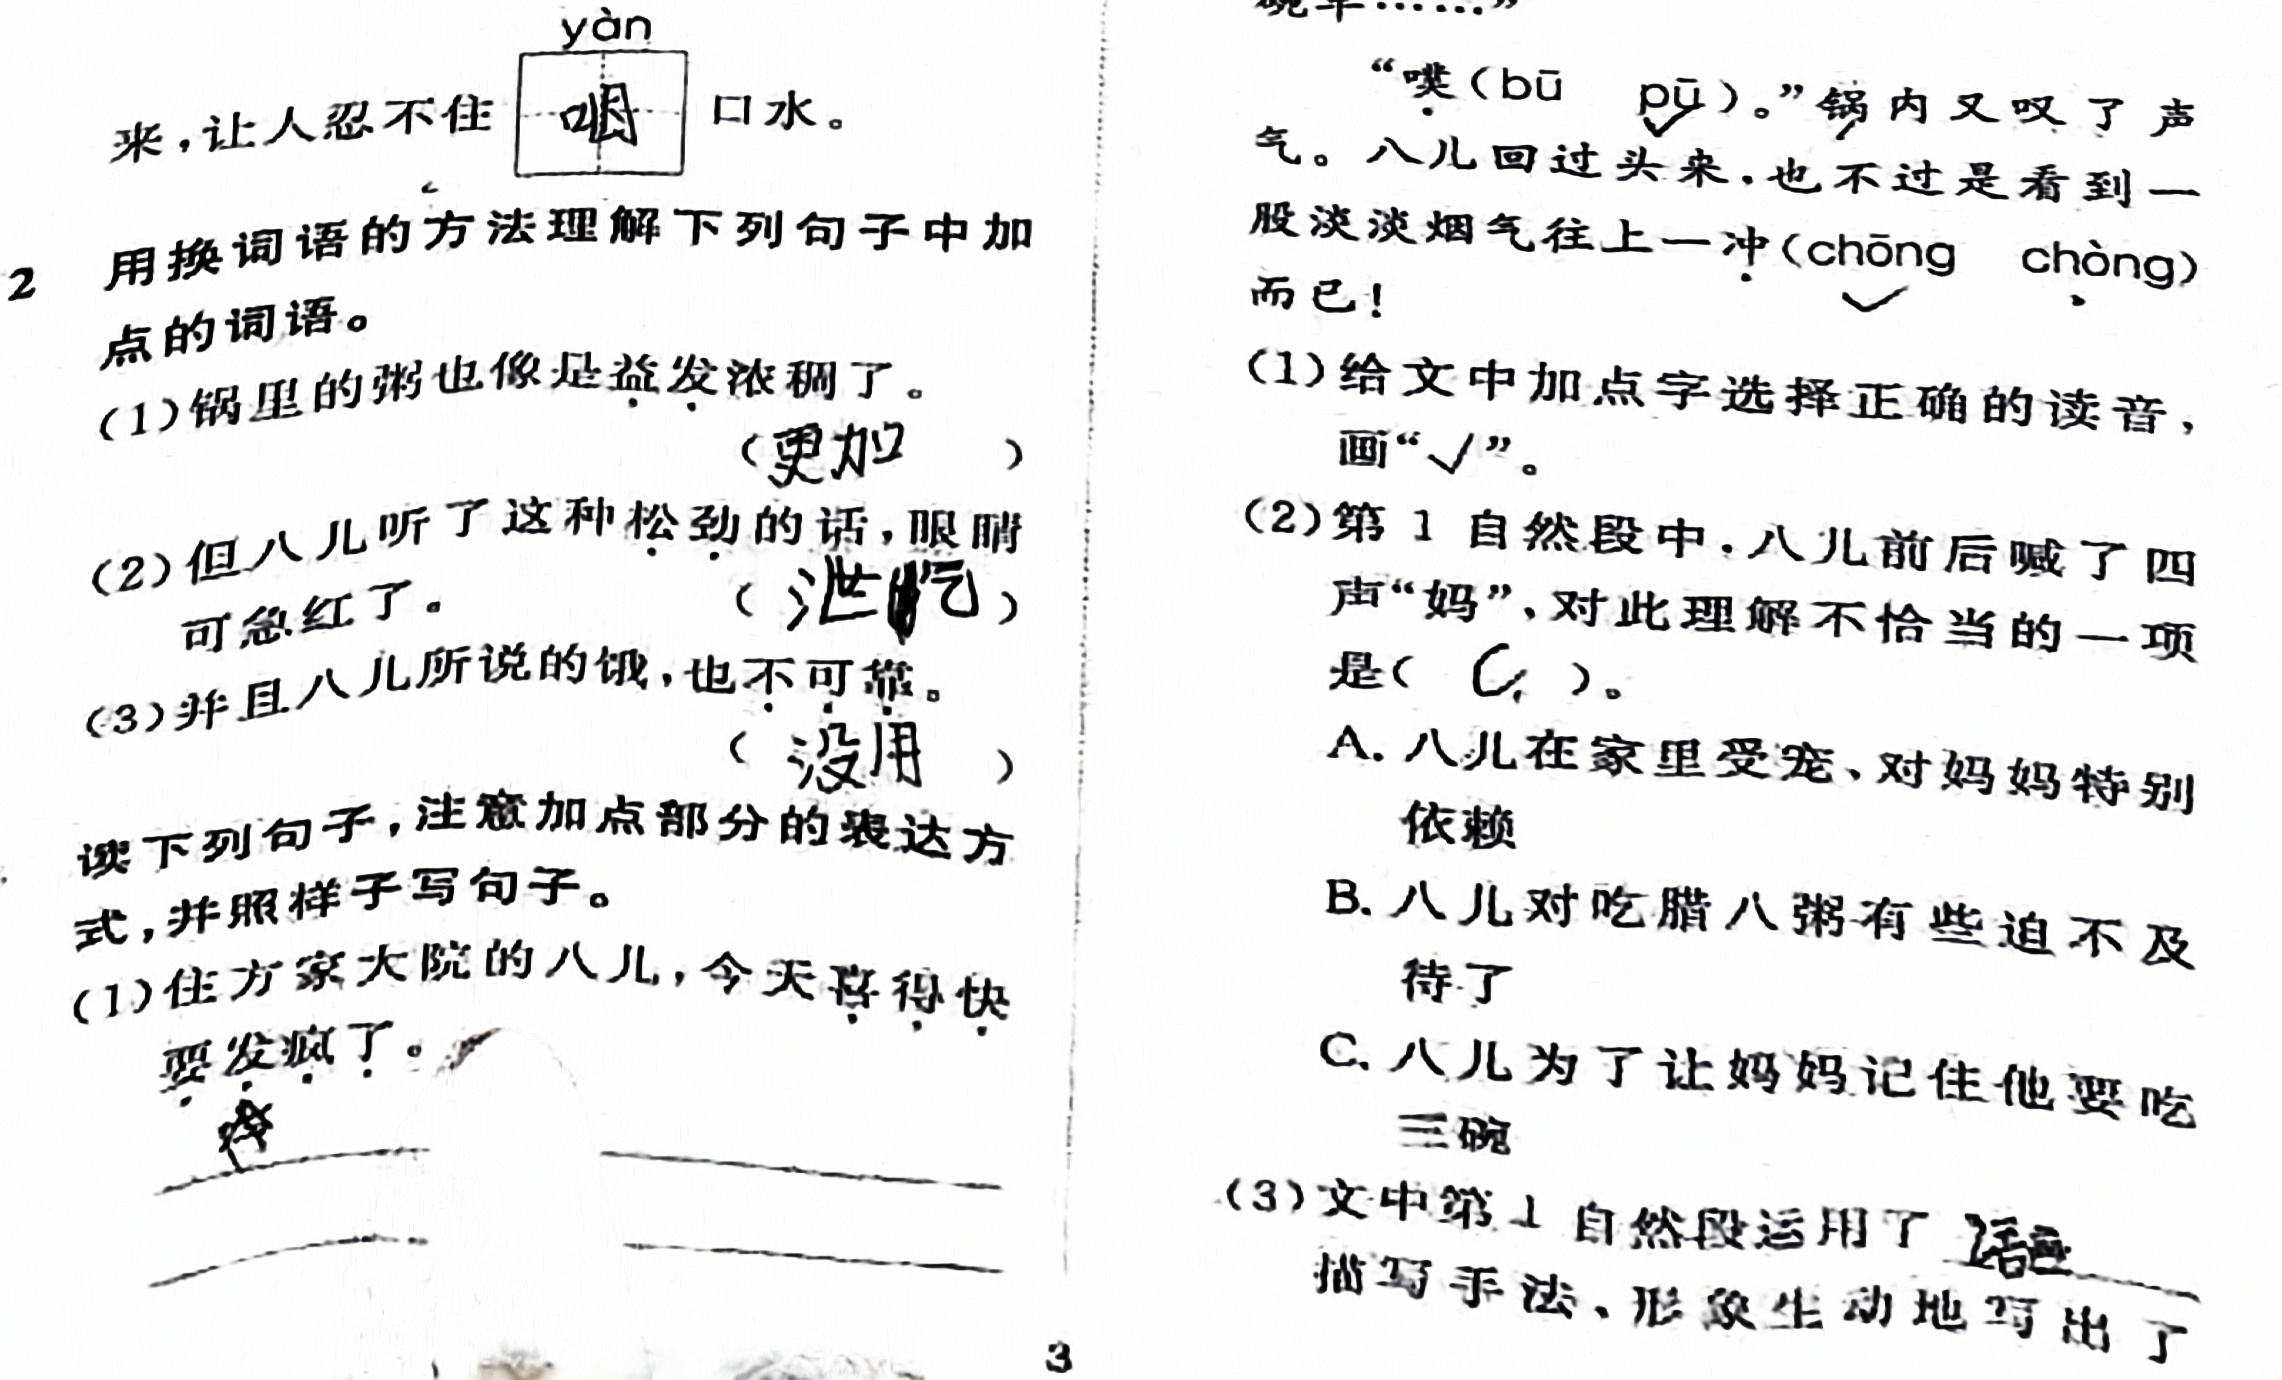 yàn
来,让人忍不住 咽 口水。
2 用换词语的方法理解下列句子中加
点的词语。
(1)锅里的粥也像是益发浓稠了。
(更加)
(2)但八儿听了这种松劲的话,眼睛
可急红了。(泄气)
(3)并且八儿所说的饿,也不可靠。
(没用)
读下列句子,注意加点部分的表达方
式,并照样子写句子。
(1)住方家大院的八儿,今天喜得快
要发疯了。
3
碗半……”
“噗(bū pū)。”锅内又叹了声
气。八儿回过头来,也不过是看到一
股淡淡烟气往上一冲(chōng chòng)
而已!
(1)给文中加点字选择正确的读音,
画“✓”。
(2)第1自然段中,八儿前后喊了四
声“妈”,对此理解不恰当的一项
是(C)。
A. 八儿在家里受宠、对妈妈特别
依赖
B. 八儿对吃腊八粥有些迫不及
待了
C. 八儿为了让妈妈记住他要吃
三碗
(3)文中第1自然段运用了
描写手法、形象生动地写出了